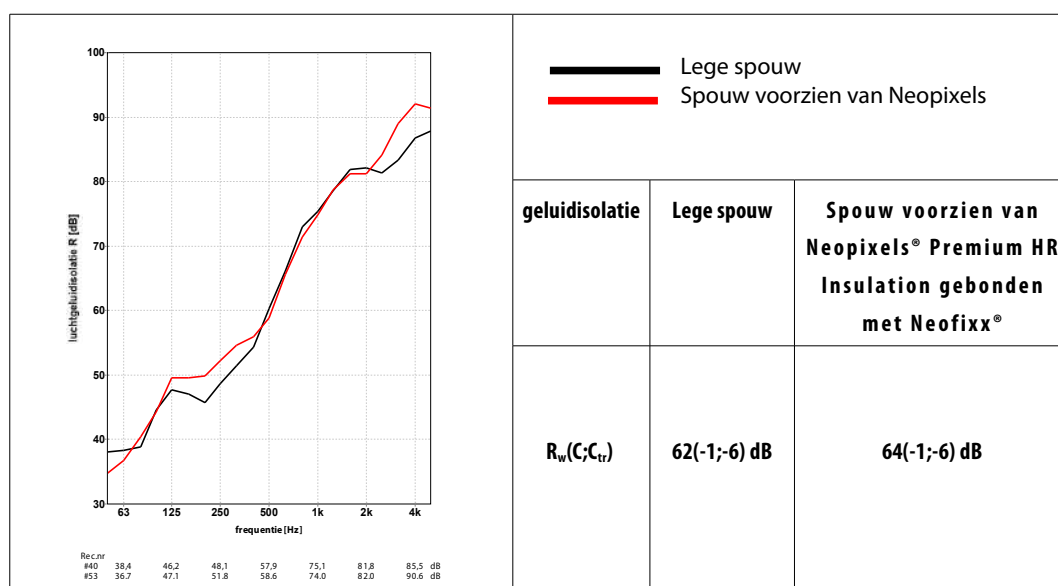 100
90
80
70
60
50
40
30
luchtgeluidisolatie R [dB]
63 125 250 500 1k 2k 4k
frequentie [Hz]
Rec.nr
#40 38,4 46,2 48,1 57,9 75,1 81,8 85,5 dB
#53 36.7 47.1 51.8 58.6 74.0 82.0 90.6 dB
Lege spouw
Spouw voorzien van Neopixels
geluidisolatie
Lege spouw
Spouw voorzien van
Neopixels® Premium HR
Insulation gebonden
met Neofixx®
Rw(C;Ctr)
62(-1;-6) dB
64(-1;-6) dB